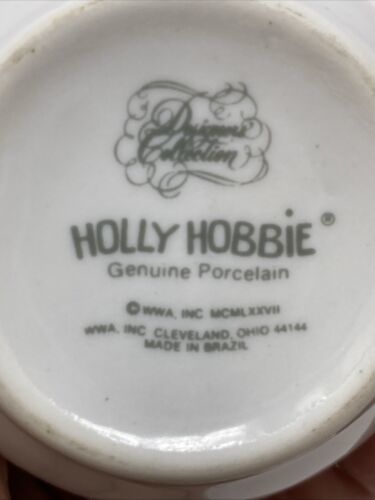 Designers'
Collection
HOLLY HOBBiE®
Genuine Porcelain
© WWA, INC MCMLXXVII
WWA, INC CLEVELAND, OHIO 44144
MADE IN BRAZIL